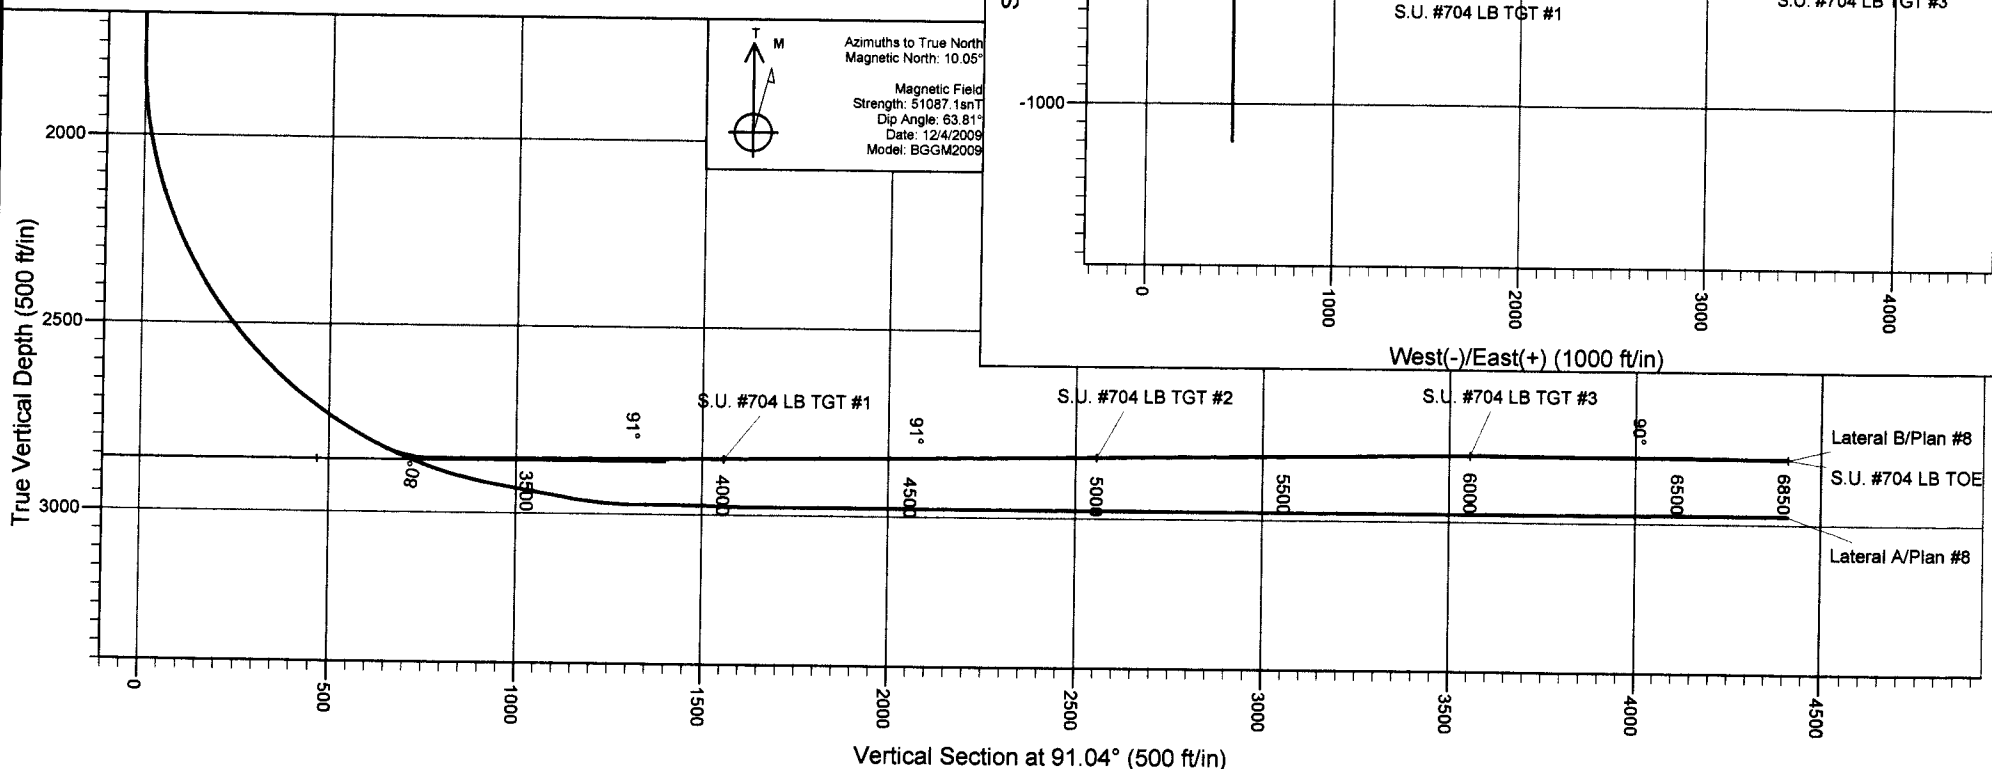 S.U. #704 LB TGT #1
S.U. #704 LB TGT #3
T
M
Azimuths to True North
Magnetic North: 10.05°
Magnetic Field
Strength: 51087.1snT
Dip Angle: 63.81°
Date: 12/4/2009
Model: BGGM2009
-1000
0
1000
2000
3000
4000
West(-)/East(+) (1000 ft/in)
True Vertical Depth (500 ft/in)
2000
2500
3000
S.U. #704 LB TGT #1
S.U. #704 LB TGT #2
S.U. #704 LB TGT #3
91°
91°
90°
80°
Lateral B/Plan #8
S.U. #704 LB TOE
3500
4000
4500
5000
5500
6000
6500
6850
Lateral A/Plan #8
0
500
1000
1500
2000
2500
3000
3500
4000
4500
Vertical Section at 91.04° (500 ft/in)